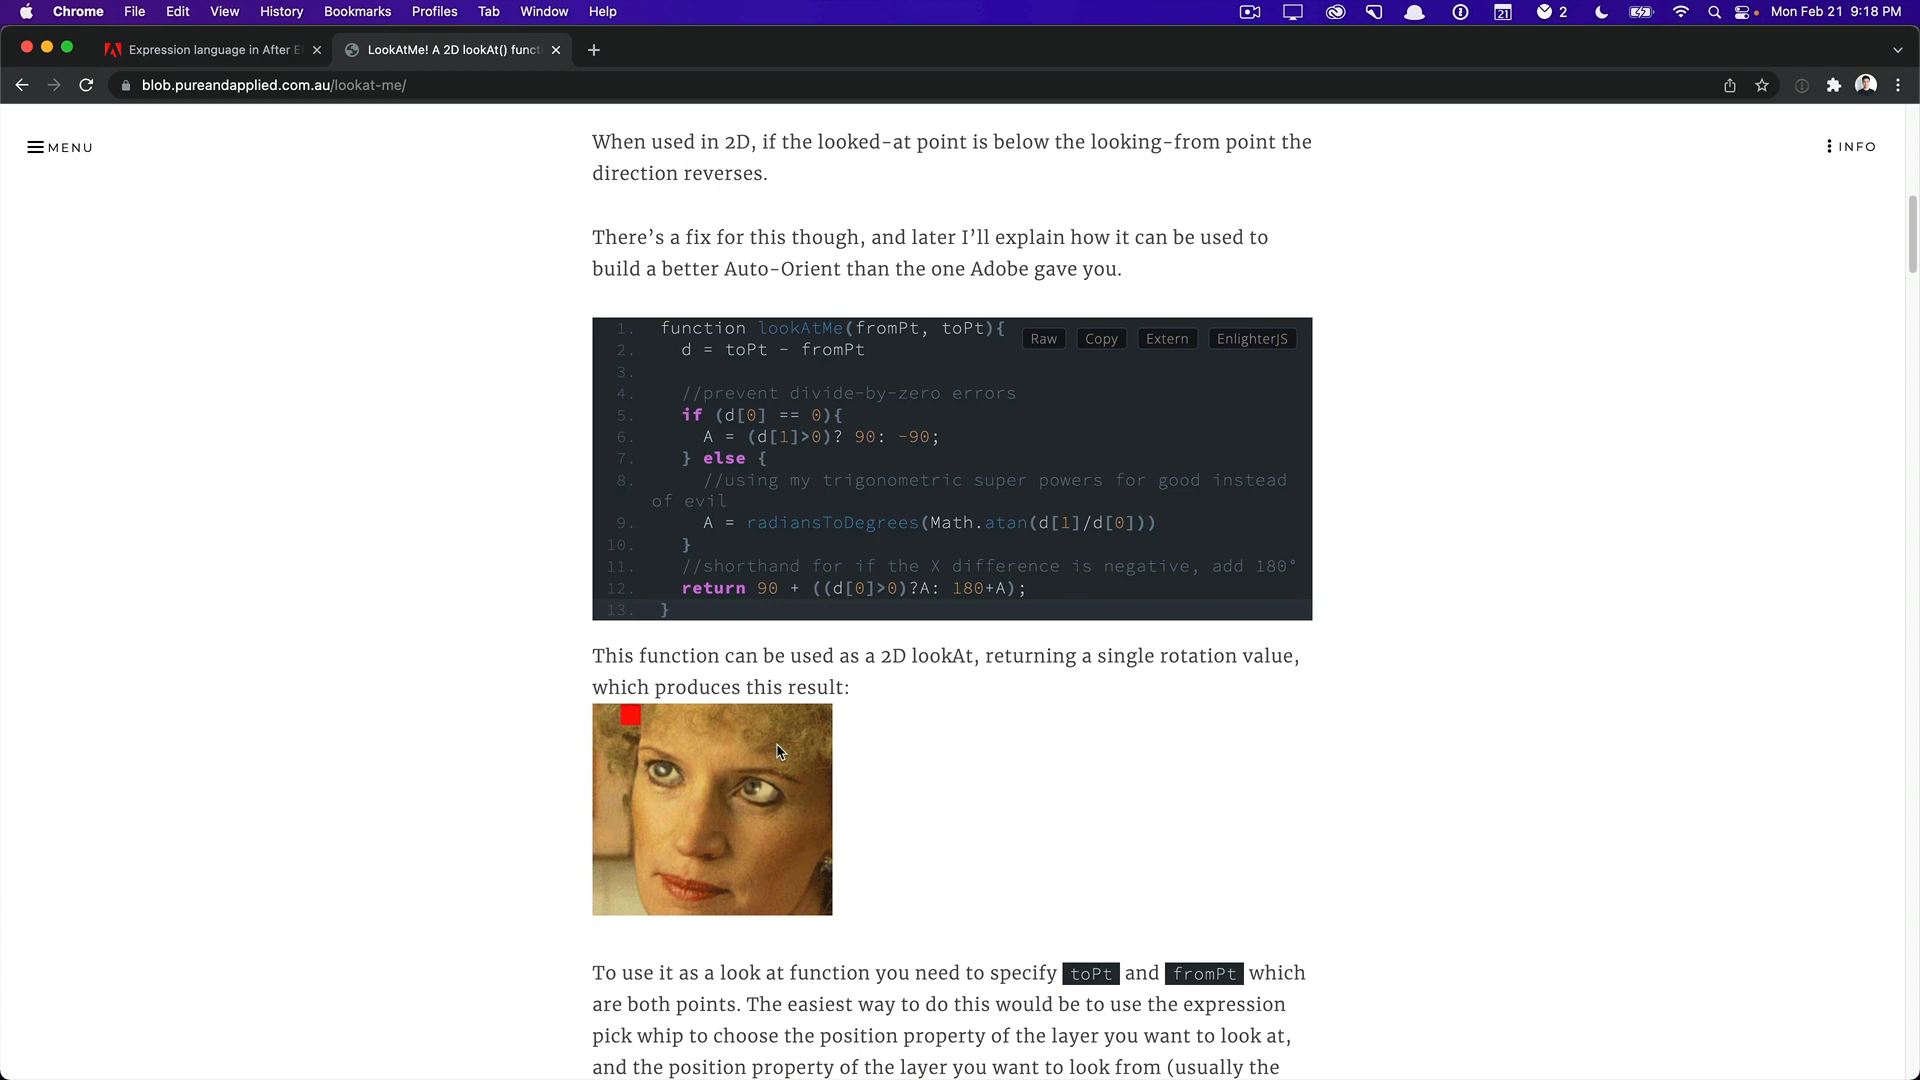 Chrome File Edit View History Bookmarks Profiles Tab Window Help 21 2 Mon Feb 21 9:18 PM
Expression language in After E LookAtMe! A 2D lookAt() funct
blob.pureandapplied.com.au/lookat-me/
MENU
INFO
When used in 2D, if the looked-at point is below the looking-from point the
direction reverses.
There’s a fix for this though, and later I’ll explain how it can be used to
build a better Auto-Orient than the one Adobe gave you.
Raw Copy Extern EnlighterJS
1. function lookAtMe(fromPt, toPt){
2. d = toPt - fromPt
3.
4. //prevent divide-by-zero errors
5. if (d[0] == 0){
6. A = (d[1]>0)? 90: -90;
7. } else {
8. //using my trigonometric super powers for good instead
of evil
9. A = radiansToDegrees(Math.atan(d[1]/d[0]))
10. }
11. //shorthand for if the X difference is negative, add 180°
12. return 90 + ((d[0]>0)?A: 180+A);
13. }
This function can be used as a 2D lookAt, returning a single rotation value,
which produces this result:
To use it as a look at function you need to specify toPt and fromPt which
are both points. The easiest way to do this would be to use the expression
pick whip to choose the position property of the layer you want to look at,
and the position property of the layer you want to look from (usually the